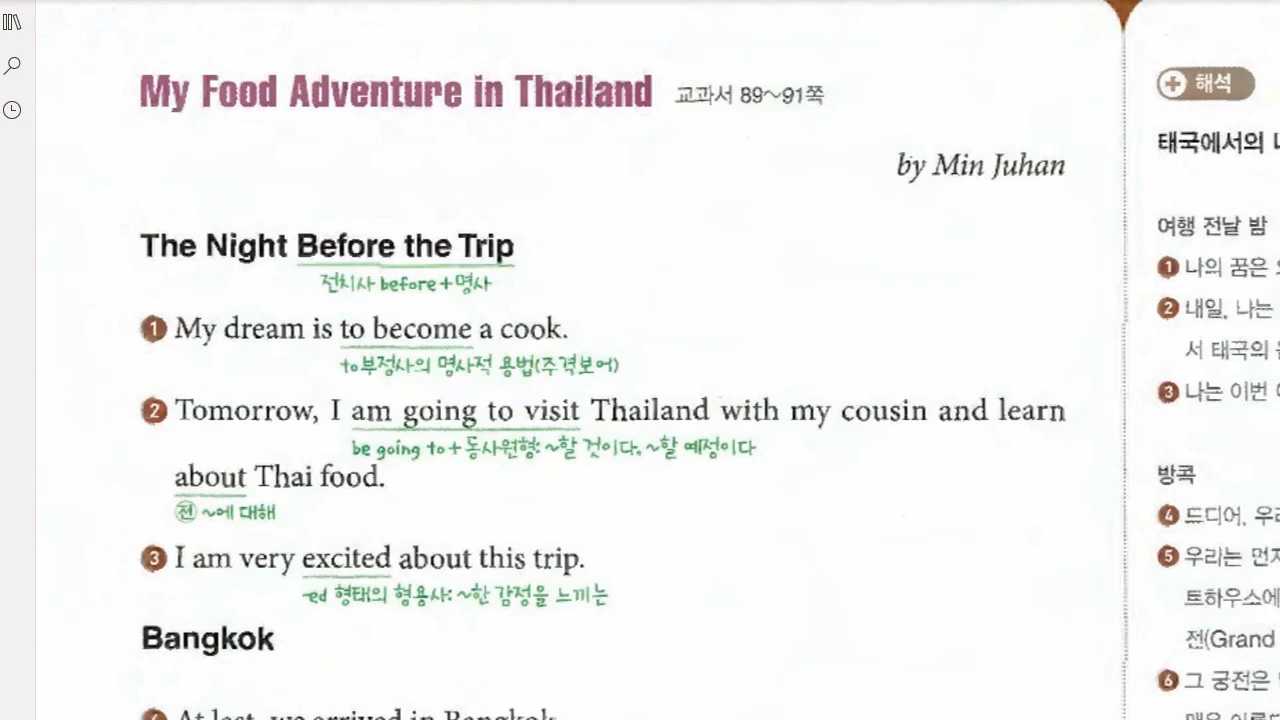 My Food Adventure in Thailand 교과서 89~91쪽
by Min Juhan
The Night Before the Trip
전치사 before+명사
1 My dream is to become a cook.
to부정사의 명사적 용법(주격보어)
2 Tomorrow, I am going to visit Thailand with my cousin and learn
be going to+동사원형: ~할 것이다, ~할 예정이다
about Thai food.
전 ~에 대해
3 I am very excited about this trip.
-ed 형태의 형용사: ~한 감정을 느끼는
Bangkok
At last, we arrived in Bangkok.
해석
태국에서의
여행 전날 밤
1 나의 꿈은
2 내일, 나는
서 태국의
3 나는 이번
방콕
4 드디어,
5 우리는 먼저
트하우스에
전(Grand
6 그 궁전은